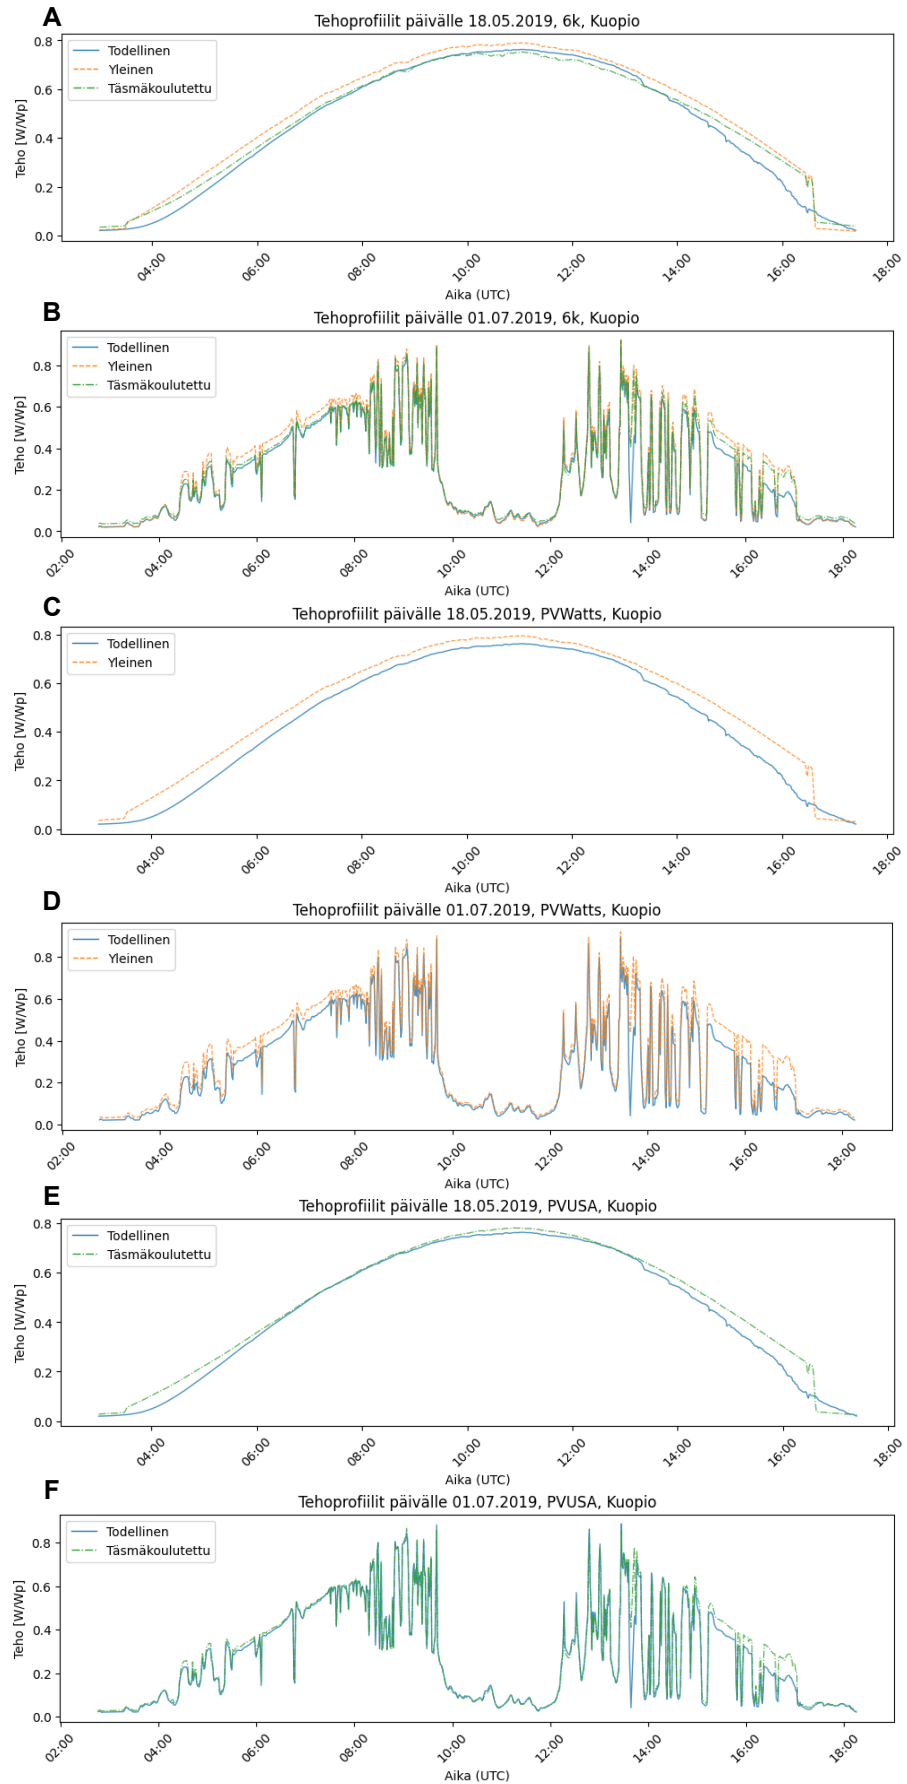 A
Tehoprofiilit päivälle 18.05.2019, 6k, Kuopio
Todellinen
Yleinen
Täsmäkoulutettu
Teho [W/Wp]
0.8
0.6
0.4
0.2
0.0
04:00
06:00
08:00
10:00
12:00
14:00
16:00
18:00
Aika (UTC)
B
Tehoprofiilit päivälle 01.07.2019, 6k, Kuopio
Todellinen
Yleinen
Täsmäkoulutettu
Teho [W/Wp]
0.8
0.6
0.4
0.2
0.0
02:00
04:00
06:00
08:00
10:00
12:00
14:00
16:00
18:00
Aika (UTC)
C
Tehoprofiilit päivälle 18.05.2019, PVWatts, Kuopio
Todellinen
Yleinen
Teho [W/Wp]
0.8
0.6
0.4
0.2
0.0
04:00
06:00
08:00
10:00
12:00
14:00
16:00
18:00
Aika (UTC)
D
Tehoprofiilit päivälle 01.07.2019, PVWatts, Kuopio
Todellinen
Yleinen
Teho [W/Wp]
0.8
0.6
0.4
0.2
0.0
02:00
04:00
06:00
08:00
10:00
12:00
14:00
16:00
18:00
Aika (UTC)
E
Tehoprofiilit päivälle 18.05.2019, PVUSA, Kuopio
Todellinen
Täsmäkoulutettu
Teho [W/Wp]
0.8
0.6
0.4
0.2
0.0
04:00
06:00
08:00
10:00
12:00
14:00
16:00
18:00
Aika (UTC)
F
Tehoprofiilit päivälle 01.07.2019, PVUSA, Kuopio
Todellinen
Täsmäkoulutettu
Teho [W/Wp]
0.8
0.6
0.4
0.2
0.0
02:00
04:00
06:00
08:00
10:00
12:00
14:00
16:00
18:00
Aika (UTC)